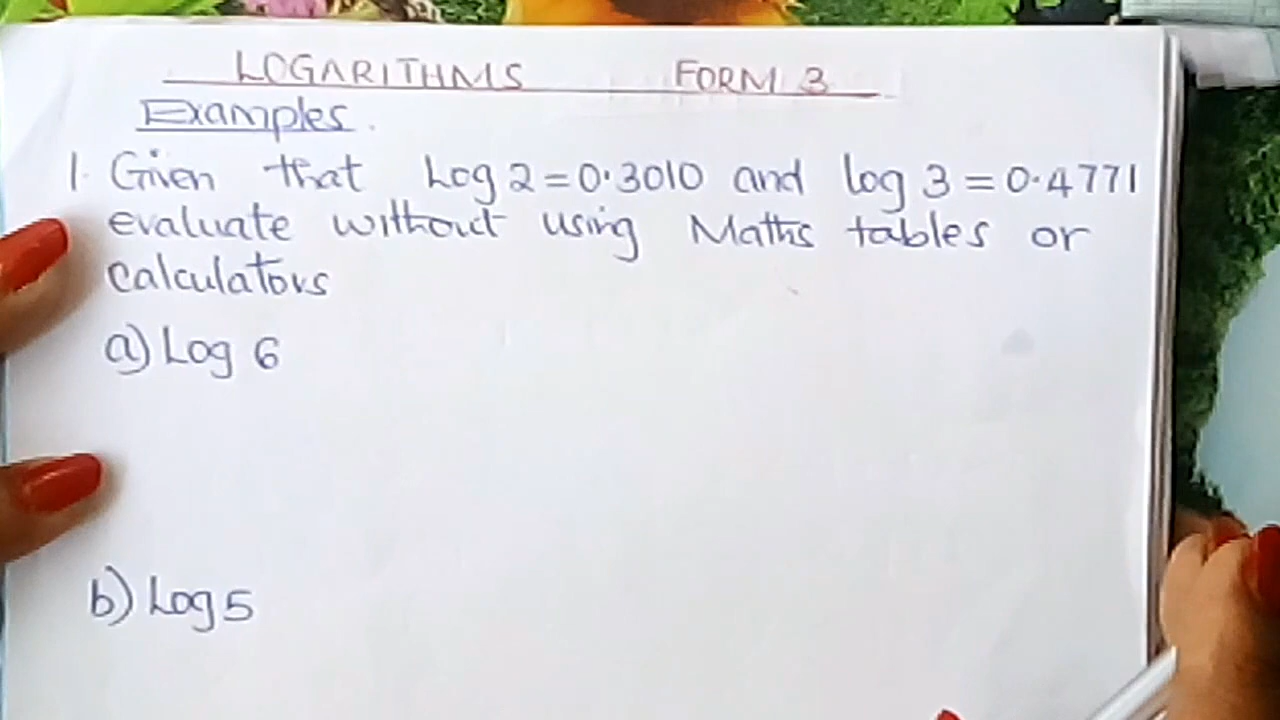 LOGARITHMS FORM 3
Examples.
1. Given that Log 2 = 0.3010 and log 3 = 0.4771
evaluate without using Maths tables or
calculators
a) Log 6
b) Log 5